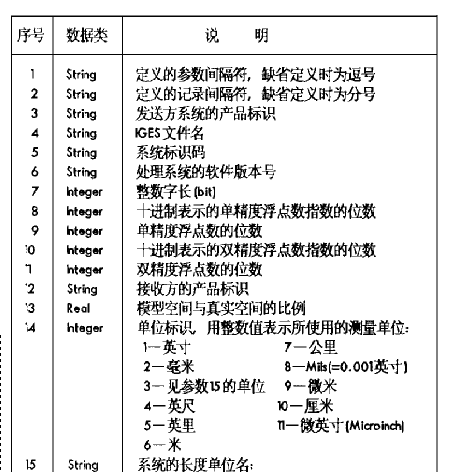 序号 数据类 说 明
1 String 定义的参数间隔符, 缺省定义时为逗号
2 String 定义的记录间隔符, 缺省定义时为分号
3 String 发送方系统的产品标识
4 String IGES文件名
5 String 系统标识码
6 String 处理系统的软件版本号
7 Integer 整数字长(bit)
8 Integer 十进制表示的单精度浮点数指数的位数
9 Integer 单精度浮点数的位数
10 Integer 十进制表示的双精度浮点数指数的位数
11 Integer 双精度浮点数的位数
12 String 接收方的产品标识
13 Real 模型空间与真实空间的比例
14 Integer 单位标识, 用整数值表示所使用的测量单位:
1—英寸 7—公里
2—毫米 8—Mils(=0.001英寸)
3—见参数15的单位 9—微米
4—英尺 10—厘米
5—英里 11—微英寸(Microinch)
6—米
15 String 系统的长度单位名: